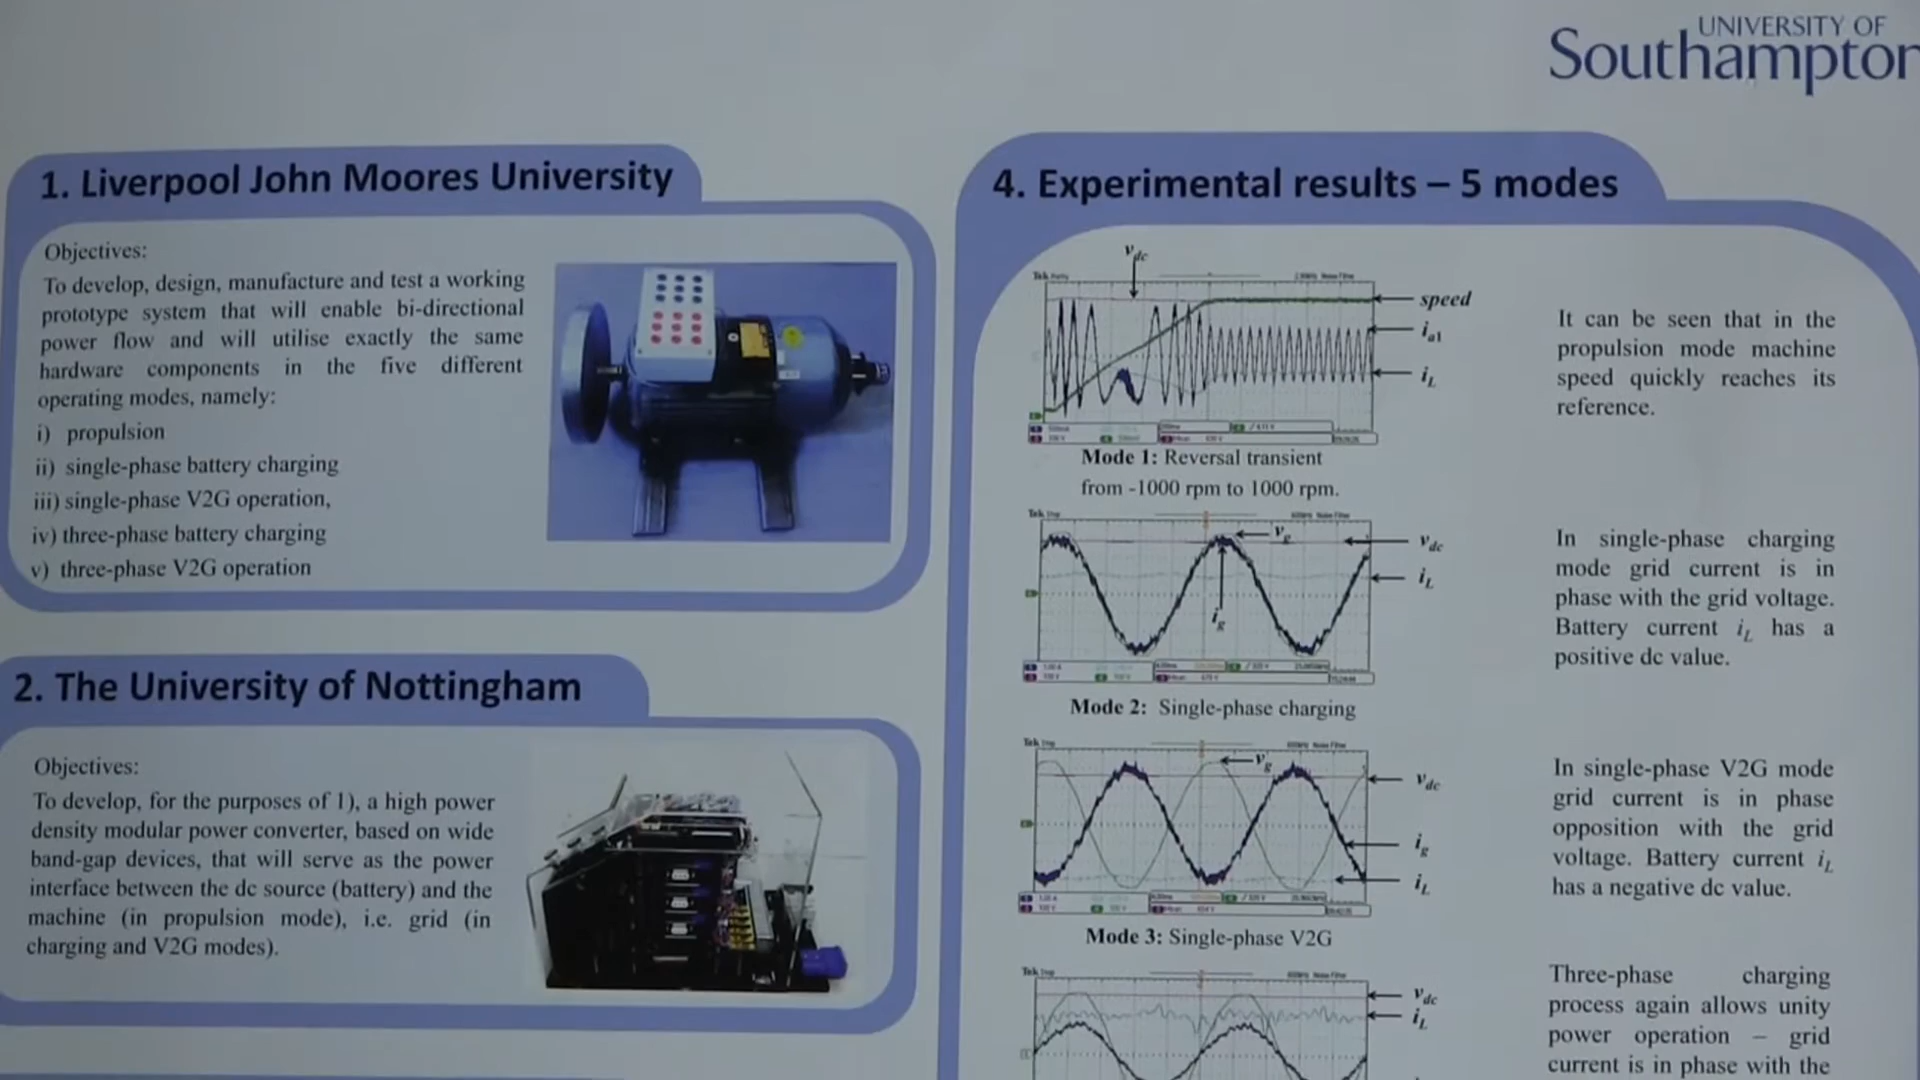 UNIVERSITY OF
Southampton
1. Liverpool John Moores University
Objectives:
To develop, design, manufacture and test a working
prototype system that will enable bi-directional
power flow and will utilise exactly the same
hardware components in the five different
operating modes, namely:
i) propulsion
ii) single-phase battery charging
iii) single-phase V2G operation,
iv) three-phase battery charging
v) three-phase V2G operation
2. The University of Nottingham
Objectives:
To develop, for the purposes of 1), a high power
density modular power converter, based on wide
band-gap devices, that will serve as the power
interface between the dc source (battery) and the
machine (in propulsion mode), i.e. grid (in
charging and V2G modes).
4. Experimental results – 5 modes
vdc
Tek
speed
ia1
iL
Mode 1: Reversal transient
from -1000 rpm to 1000 rpm.
It can be seen that in the
propulsion mode machine
speed quickly reaches its
reference.
Tek
vg
vdc
iL
ig
Mode 2: Single-phase charging
In single-phase charging
mode grid current is in
phase with the grid voltage.
Battery current iL has a
positive dc value.
Tek
vg
vdc
ig
iL
Mode 3: Single-phase V2G
In single-phase V2G mode
grid current is in phase
opposition with the grid
voltage. Battery current iL
has a negative dc value.
Tek
vdc
iL
Three-phase charging
process again allows unity
power operation – grid
current is in phase with the